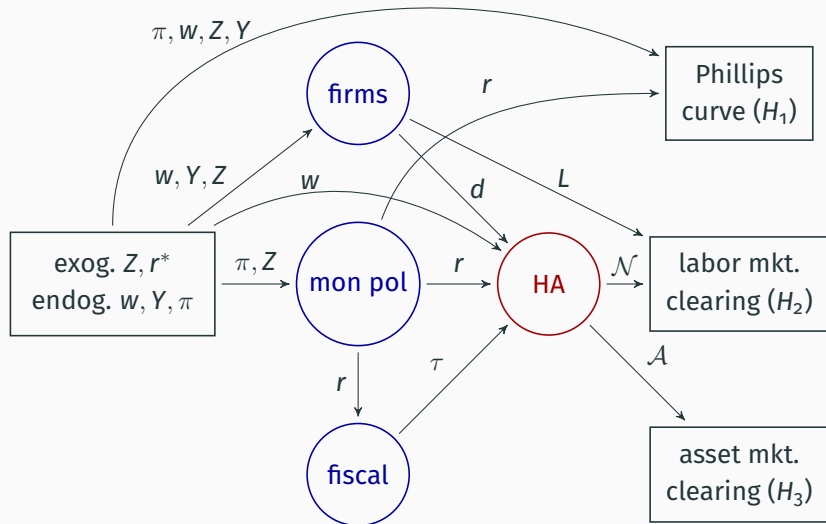 π, w, Z, Y
firms
r
Phillips
curve (H₁)
w, Y, Z
w
d
L
exog. Z, r*
endog. w, Y, π
π, Z
mon pol
r
HA
𝒩
labor mkt.
clearing (H₂)
r
τ
𝒜
fiscal
asset mkt.
clearing (H₃)